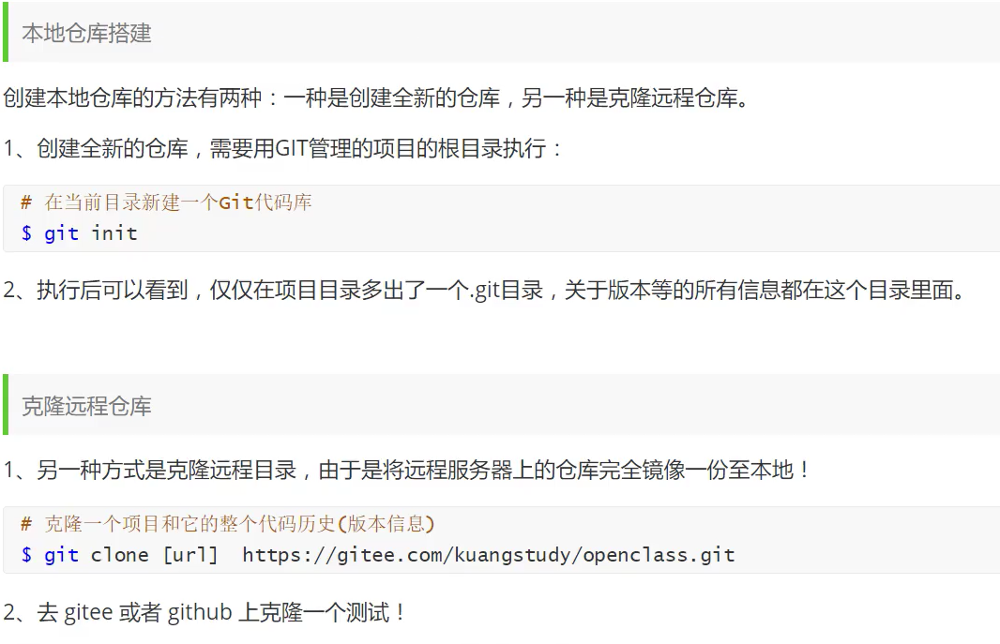 本地仓库搭建
创建本地仓库的方法有两种：一种是创建全新的仓库，另一种是克隆远程仓库。
1、创建全新的仓库，需要用GIT管理的项目的根目录执行：
# 在当前目录新建一个Git代码库
$ git init
2、执行后可以看到，仅仅在项目目录多出了一个.git目录，关于版本等的所有信息都在这个目录里面。
克隆远程仓库
1、另一种方式是克隆远程目录，由于是将远程服务器上的仓库完全镜像一份至本地！
# 克隆一个项目和它的整个代码历史(版本信息)
$ git clone [url]  https://gitee.com/kuangstudy/openclass.git
2、去 gitee 或者 github 上克隆一个测试！